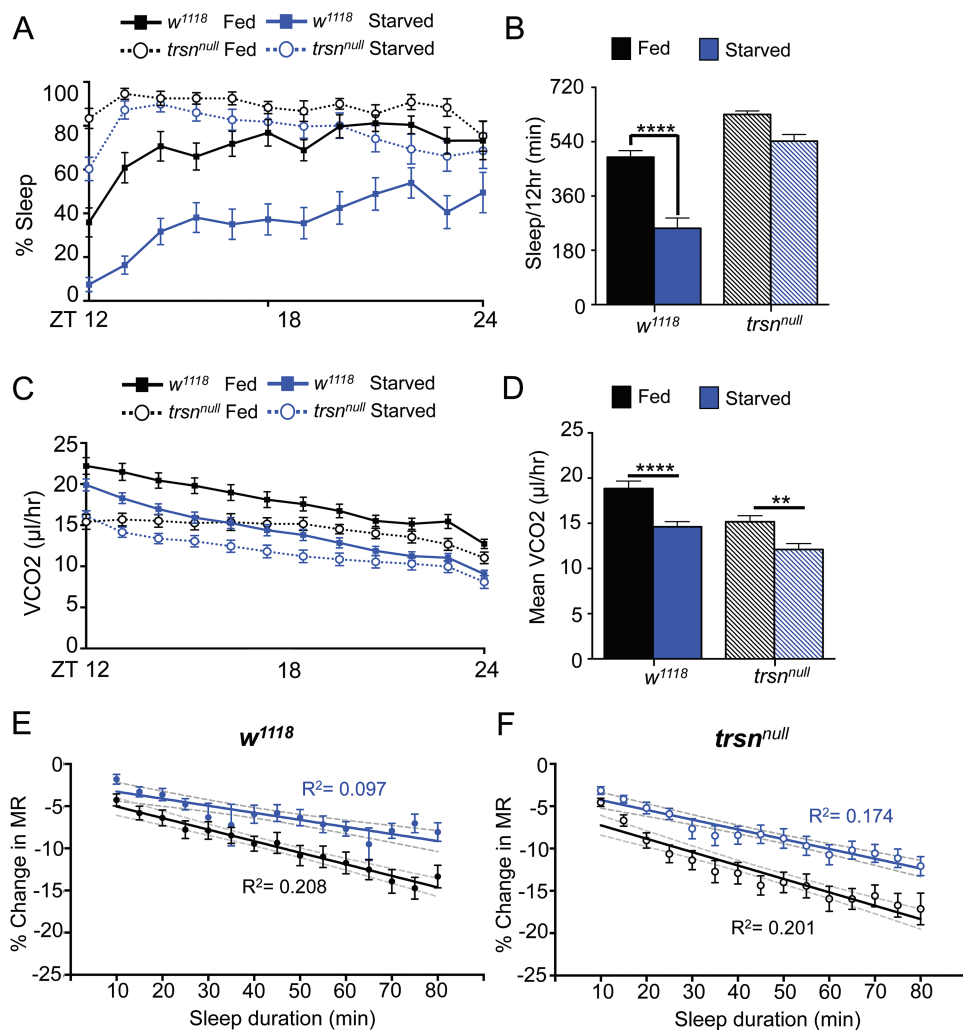 A
w1118 Fed w1118 Starved
trsnnull Fed trsnnull Starved
% Sleep
100
80
60
40
20
0
ZT 12 18 24
B
Fed Starved
Sleep/12hr (min)
720
540
360
180
0
****
w1118 trsnnull
C
w1118 Fed w1118 Starved
trsnnull Fed trsnnull Starved
VCO2 (µl/hr)
25
20
15
10
5
0
ZT 12 18 24
D
Fed Starved
Mean VCO2 (µl/hr)
25
20
15
10
5
0
****
**
w1118 trsnnull
E
w1118
% Change in MR
0
-5
-10
-15
-20
-25
R2= 0.097
R2= 0.208
10 20 30 40 50 60 70 80
Sleep duration (min)
F
trsnnull
% Change in MR
0
-5
-10
-15
-20
-25
R2= 0.174
R2= 0.201
10 20 30 40 50 60 70 80
Sleep duration (min)